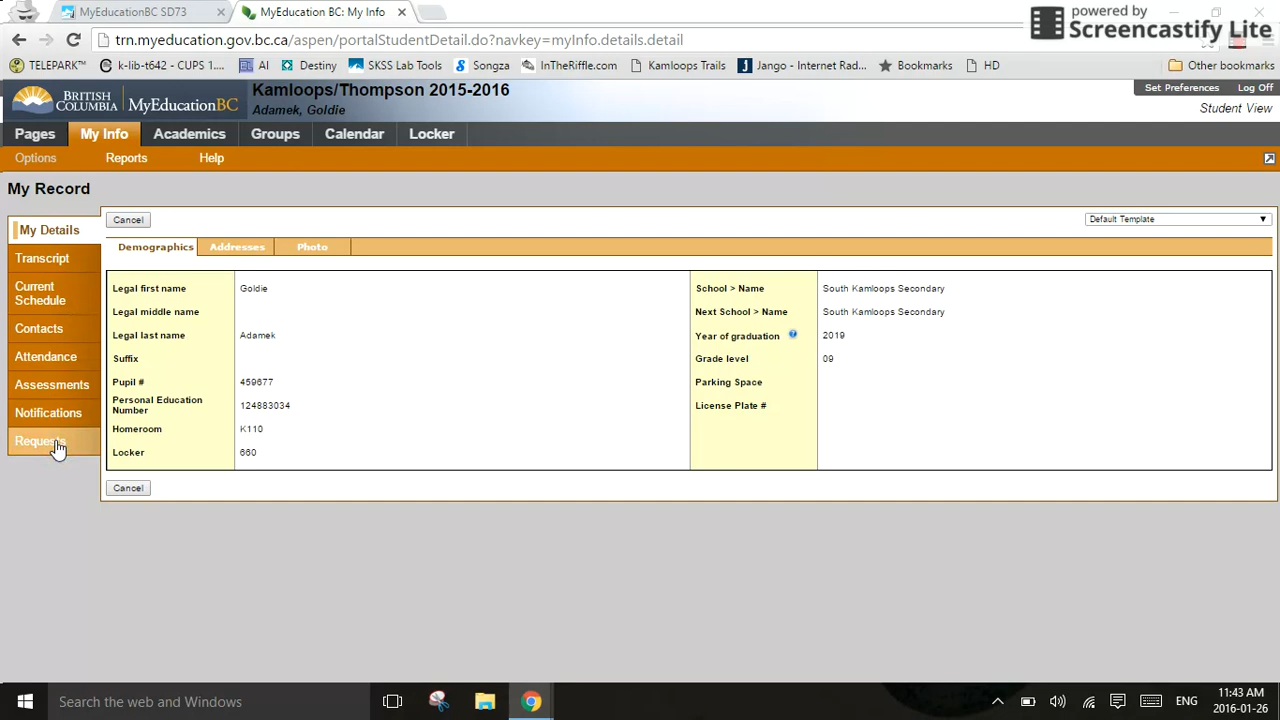 MyEducationBC SD73
MyEducation BC: My Info
powered by
Screencastify Lite
trn.myeducation.gov.bc.ca/aspen/portalStudentDetail.do?navkey=myInfo.details.detail
TELEPARK™
k-lib-t642 - CUPS 1....
AI
Destiny
SKSS Lab Tools
Songza
InTheRiffle.com
Kamloops Trails
Jango - Internet Rad...
Bookmarks
HD
Other bookmarks
BRITISH COLUMBIA
MyEducationBC
Kamloops/Thompson 2015-2016
Adamek, Goldie
Set Preferences
Log Off
Student View
Pages
My Info
Academics
Groups
Calendar
Locker
Options
Reports
Help
My Record
My Details
Transcript
Current
Schedule
Contacts
Attendance
Assessments
Notifications
Requests
Cancel
Default Template
Demographics
Addresses
Photo
Legal first name Goldie
Legal middle name
Legal last name Adamek
Suffix
Pupil # 459677
Personal Education
Number 124883034
Homeroom K110
Locker 660
School > Name South Kamloops Secondary
Next School > Name South Kamloops Secondary
Year of graduation 2019
Grade level 09
Parking Space
License Plate #
Cancel
Search the web and Windows
ENG
11:43 AM
2016-01-26